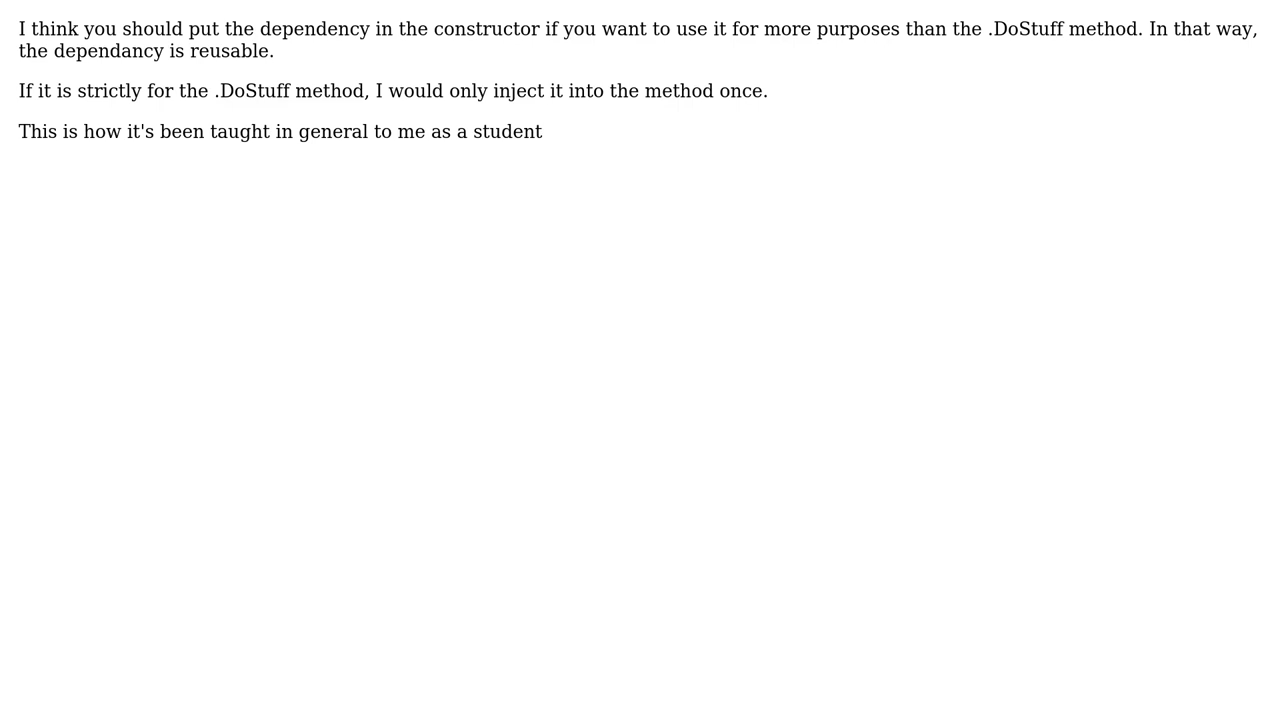 I think you should put the dependency in the constructor if you want to use it for more purposes than the .DoStuff method. In that way,
the dependancy is reusable.
If it is strictly for the .DoStuff method, I would only inject it into the method once.
This is how it's been taught in general to me as a student